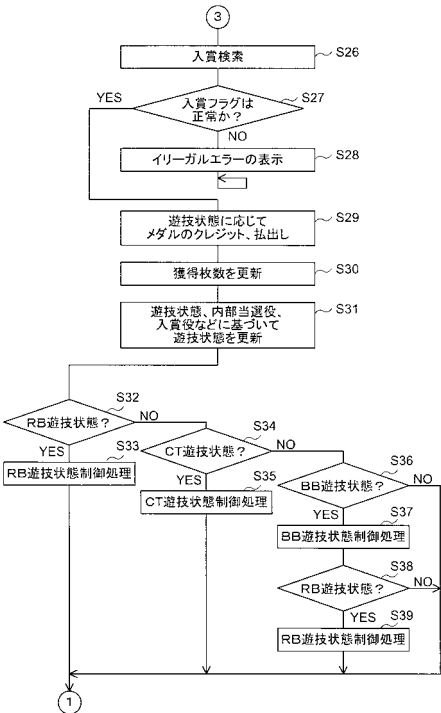 3
入賞検索
S26
YES
入賞フラグは
正常か？
S27
NO
イリーガルエラーの表示
S28
遊技状態に応じて
メダルのクレジット、払出し
S29
獲得枚数を更新
S30
遊技状態、内部当選役、
入賞役などに基づいて
遊技状態を更新
S31
RB遊技状態？
S32
NO
YES
S33
RB遊技状態制御処理
CT遊技状態？
S34
NO
YES
S35
CT遊技状態制御処理
BB遊技状態？
S36
NO
YES
S37
BB遊技状態制御処理
RB遊技状態？
S38
NO
YES
S39
RB遊技状態制御処理
1